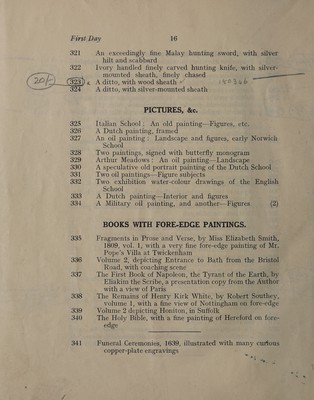 First Day 16
321 An exceedingly fine Malay hunting sword, with silver
hilt and scabbard
322 Ivory handled finely carved hunting knife, with silver-
mounted sheath, finely chased
20/- 323 A ditto, with wood sheath
324 A ditto, with silver-mounted sheath
PICTURES, &c.
325 Italian School: An old painting—Figures, etc.
326 A Dutch painting, framed
327 An oil painting: Landscape and figures, early Norwich
School
328 Two paintings, signed with butterfly monogram
329 Arthur Meadows: An oil painting—Landscape
330 A speculative old portrait painting of the Dutch School
331 Two oil paintings—Figure subjects
332 Two exhibition water-colour drawings of the English
School
333 A Dutch painting—Interior and figures
334 A Military oil painting, and another—Figures (2)
BOOKS WITH FORE-EDGE PAINTINGS.
335 Fragments in Prose and Verse, by Miss Elizabeth Smith,
1809, vol. 1, with a very fine fore-edge painting of Mr.
Pope's Villa at Twickenham
336 Volume 2, depicting Entrance to Bath from the Bristol
Road, with coaching scene
337 The First Book of Napoleon, the Tyrant of the Earth, by
Eliakim the Scribe, a presentation copy from the Author
with a view of Paris
338 The Remains of Henry Kirk White, by Robert Southey,
volume 1, with a fine view of Nottingham on fore-edge
339 Volume 2 depicting Honiton, in Suffolk
340 The Holy Bible, with a fine painting of Hereford on fore-
edge
341 Funeral Ceremonies, 1639, illustrated with many curious
copper-plate engravings